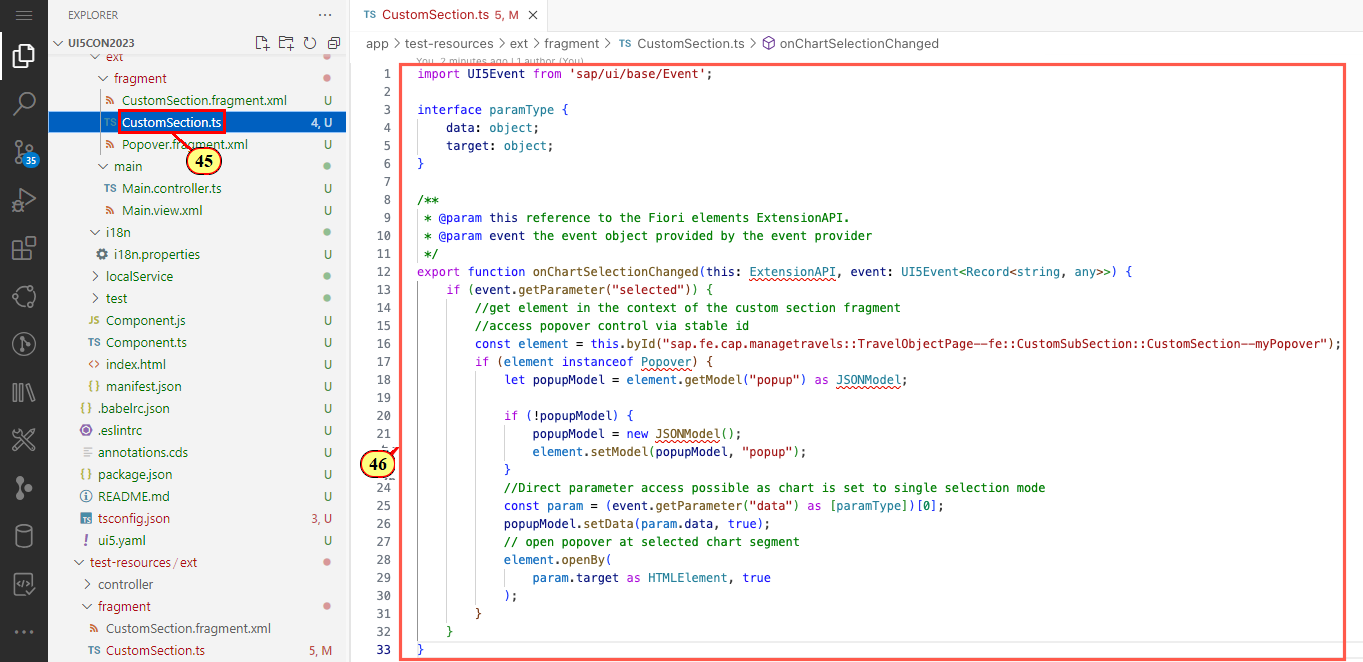 EXPLORER
UI5CON2023
ext
fragment
CustomSection.fragment.xml U
TS CustomSection.ts 4, U
Popover.fragment.xml U
45
main
TS Main.controller.ts U
Main.view.xml U
i18n
i18n.properties U
localService
test
JS Component.js U
TS Component.ts U
<> index.html U
{} manifest.json U
{} .babelrc.json U
.eslintrc U
annotations.cds U
{} package.json U
README.md U
TS tsconfig.json 3, U
! ui5.yaml U
test-resources / ext
controller
fragment
CustomSection.fragment.xml
TS CustomSection.ts 5, M
35
TS CustomSection.ts 5, M
app > test-resources > ext > fragment > TS CustomSection.ts > onChartSelectionChanged
You, 2 minutes ago | 1 author (You)
1 import UI5Event from 'sap/ui/base/Event';
2
3 interface paramType {
4 data: object;
5 target: object;
6 }
7
8 /**
9 * @param this reference to the Fiori elements ExtensionAPI.
10 * @param event the event object provided by the event provider
11 */
12 export function onChartSelectionChanged(this: ExtensionAPI, event: UI5Event<Record<string, any>>) {
13 if (event.getParameter("selected")) {
14 //get element in the context of the custom section fragment
15 //access popover control via stable id
16 const element = this.byId("sap.fe.cap.managetravels::TravelObjectPage--fe::CustomSubSection::CustomSection--myPopover");
17 if (element instanceof Popover) {
18 let popupModel = element.getModel("popup") as JSONModel;
19
20 if (!popupModel) {
21 popupModel = new JSONModel();
element.setModel(popupModel, "popup");
46
}
24 //Direct parameter access possible as chart is set to single selection mode
25 const param = (event.getParameter("data") as [paramType])[0];
26 popupModel.setData(param.data, true);
27 // open popover at selected chart segment
28 element.openBy(
29 param.target as HTMLElement, true
30 );
31 }
32 }
33 }